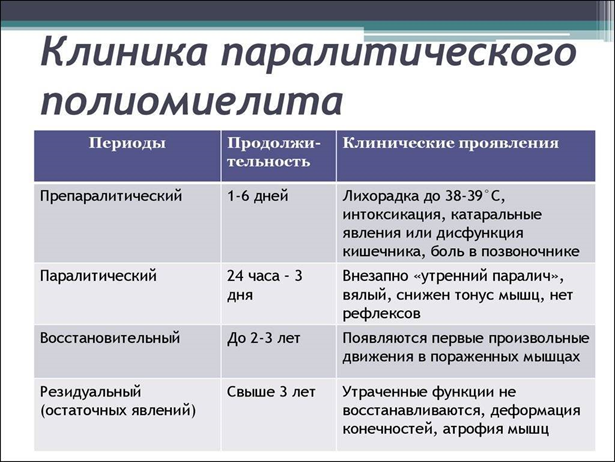 Клиника паралитического
полиомиелита
Периоды
Продолжи-
тельность
Клинические проявления
Препаралитический
1-6 дней
Лихорадка до 38-39°С,
интоксикация, катаральные
явления или дисфункция
кишечника, боль в позвоночнике
Паралитический
24 часа – 3
дня
Внезапно «утренний паралич»,
вялый, снижен тонус мышц, нет
рефлексов
Восстановительный
До 2-3 лет
Появляются первые произвольные
движения в пораженных мышцах
Резидуальный
(остаточных явлений)
Свыше 3 лет
Утраченные функции не
восстанавливаются, деформация
конечностей, атрофия мышц